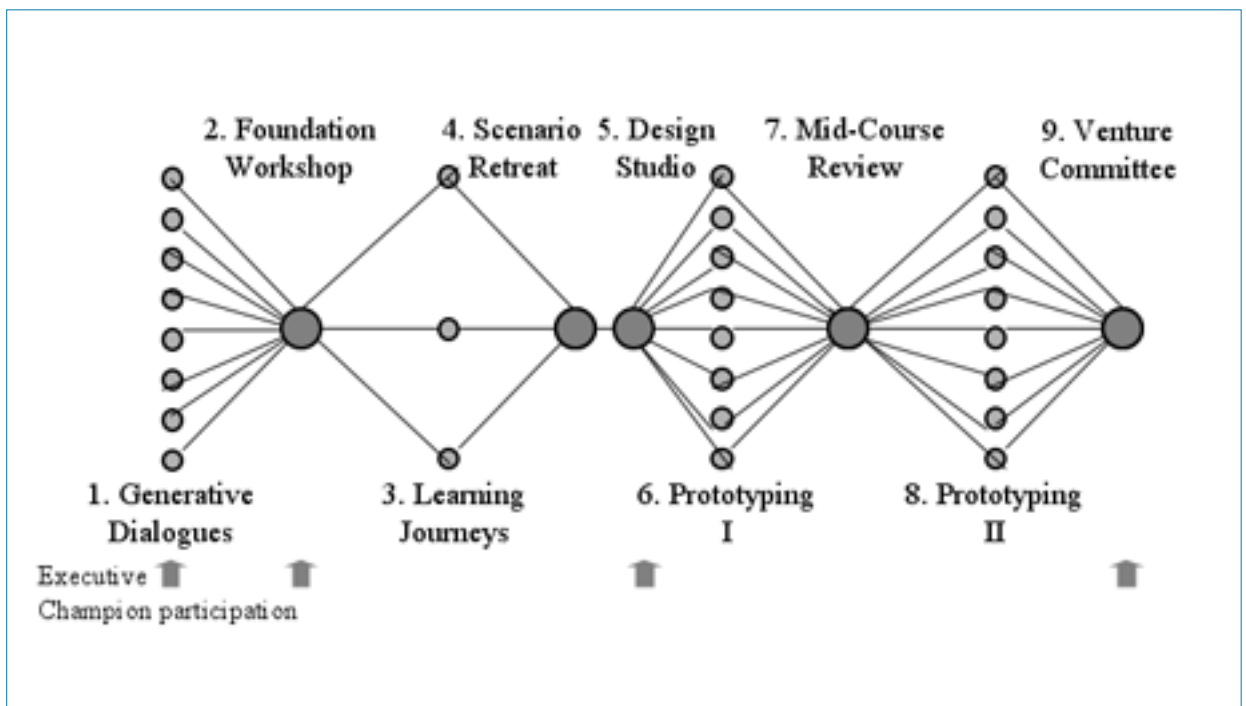 2. Foundation
Workshop
4. Scenario
Retreat
5. Design
Studio
7. Mid-Course
Review
9. Venture
Committee
1. Generative
Dialogues
3. Learning
Journeys
6. Prototyping
I
8. Prototyping
II
Executive
Champion participation